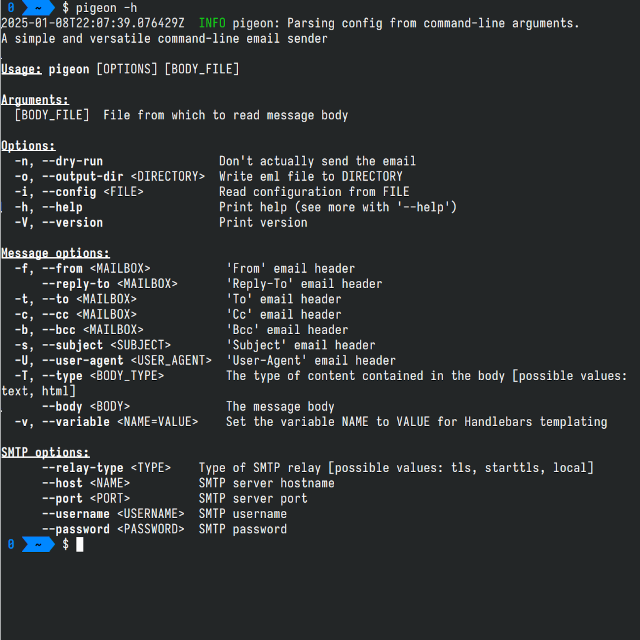 0 ~ $ pigeon -h
2025-01-08T22:07:39.076429Z  INFO pigeon: Parsing config from command-line arguments.
A simple and versatile command-line email sender

Usage: pigeon [OPTIONS] [BODY_FILE]

Arguments:
  [BODY_FILE]  File from which to read message body

Options:
  -n, --dry-run                 Don't actually send the email
  -o, --output-dir <DIRECTORY>  Write eml file to DIRECTORY
  -i, --config <FILE>           Read configuration from FILE
  -h, --help                    Print help (see more with '--help')
  -V, --version                 Print version

Message options:
  -f, --from <MAILBOX>           'From' email header
      --reply-to <MAILBOX>       'Reply-To' email header
  -t, --to <MAILBOX>             'To' email header
  -c, --cc <MAILBOX>             'Cc' email header
  -b, --bcc <MAILBOX>            'Bcc' email header
  -s, --subject <SUBJECT>        'Subject' email header
  -U, --user-agent <USER_AGENT>  'User-Agent' email header
  -T, --type <BODY_TYPE>         The type of content contained in the body [possible values:
text, html]
      --body <BODY>              The message body
  -v, --variable <NAME=VALUE>    Set the variable NAME to VALUE for Handlebars templating

SMTP options:
      --relay-type <TYPE>    Type of SMTP relay [possible values: tls, starttls, local]
      --host <NAME>          SMTP server hostname
      --port <PORT>          SMTP server port
      --username <USERNAME>  SMTP username
      --password <PASSWORD>  SMTP password
0 ~ $